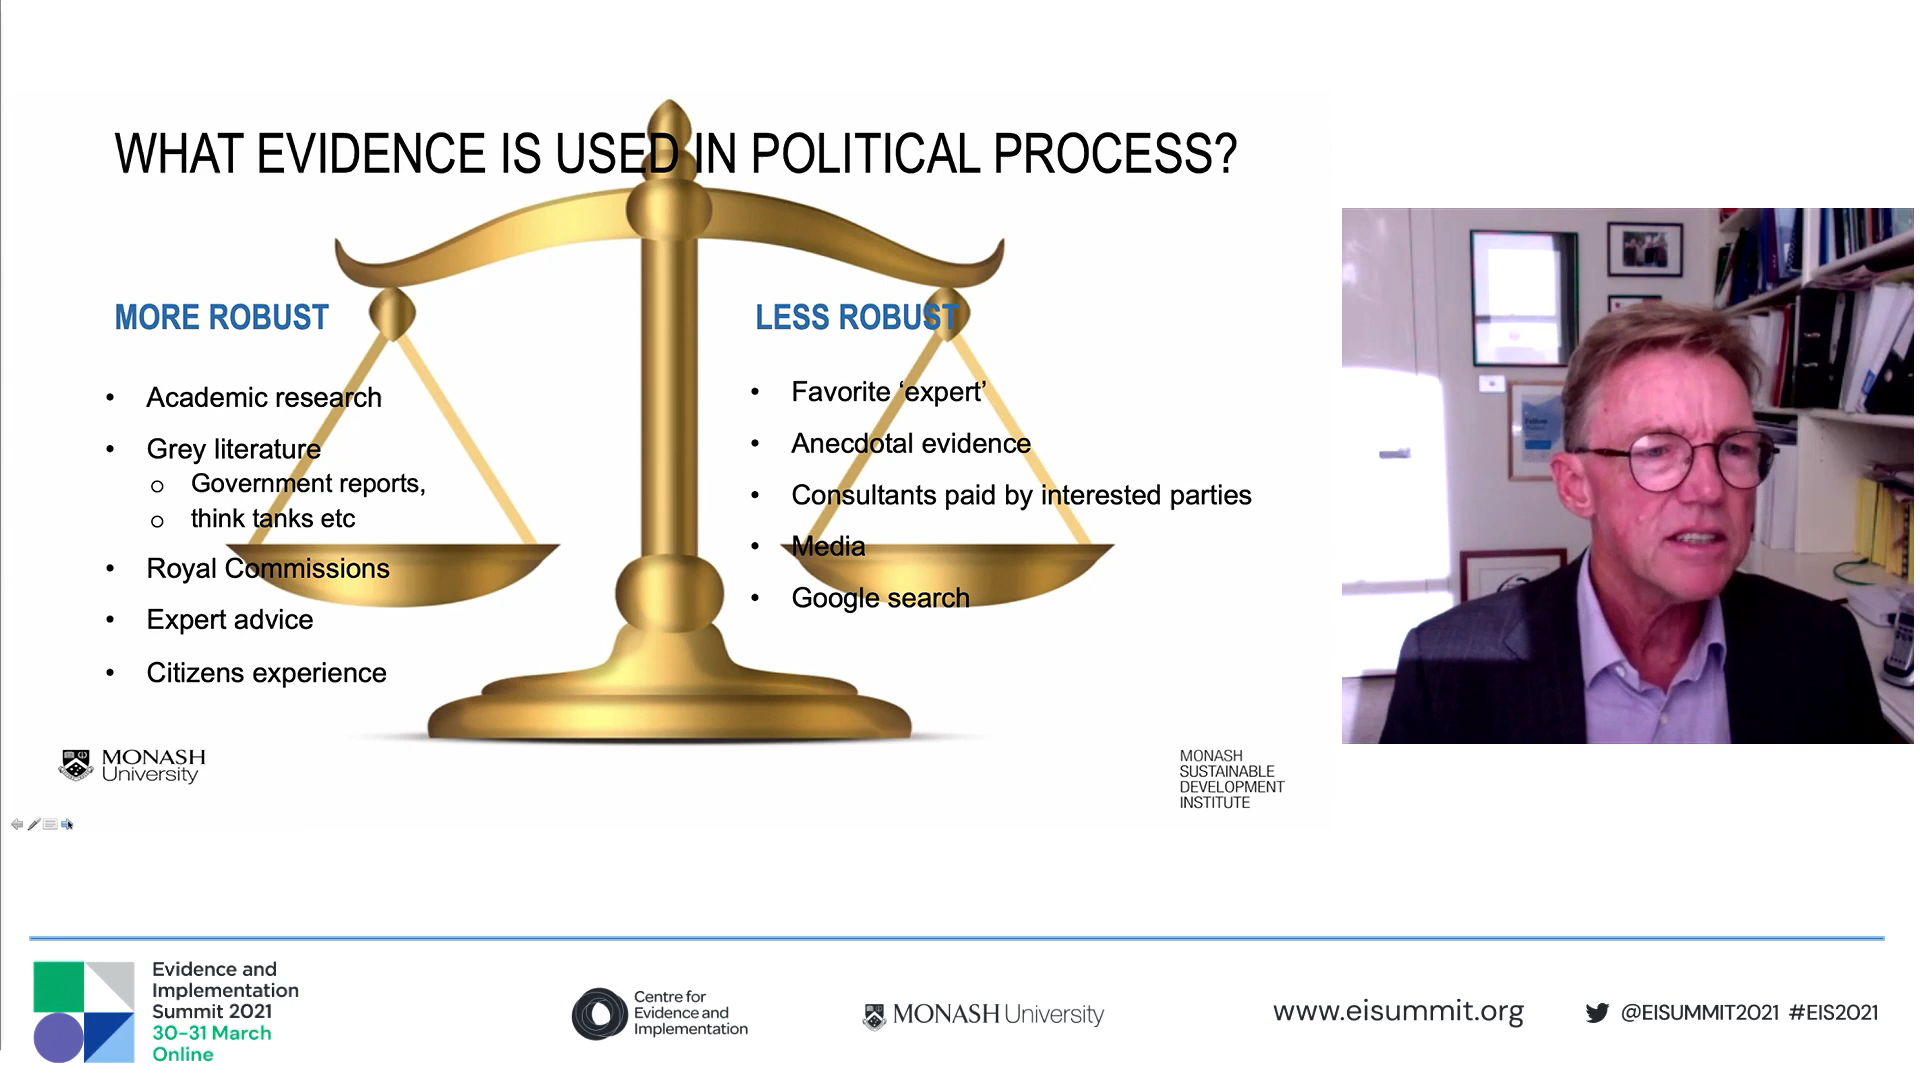 WHAT EVIDENCE IS USED IN POLITICAL PROCESS?
MORE ROBUST
• Academic research
• Grey literature
o Government reports,
o think tanks etc
• Royal Commissions
• Expert advice
• Citizens experience
LESS ROBUST
• Favorite ‘expert’
• Anecdotal evidence
• Consultants paid by interested parties
• Media
• Google search
MONASH
University
MONASH
SUSTAINABLE
DEVELOPMENT
INSTITUTE
Evidence and
Implementation
Summit 2021
30–31 March
Online
Centre for
Evidence and
Implementation
MONASH University
www.eisummit.org
@EISUMMIT2021 #EIS2021